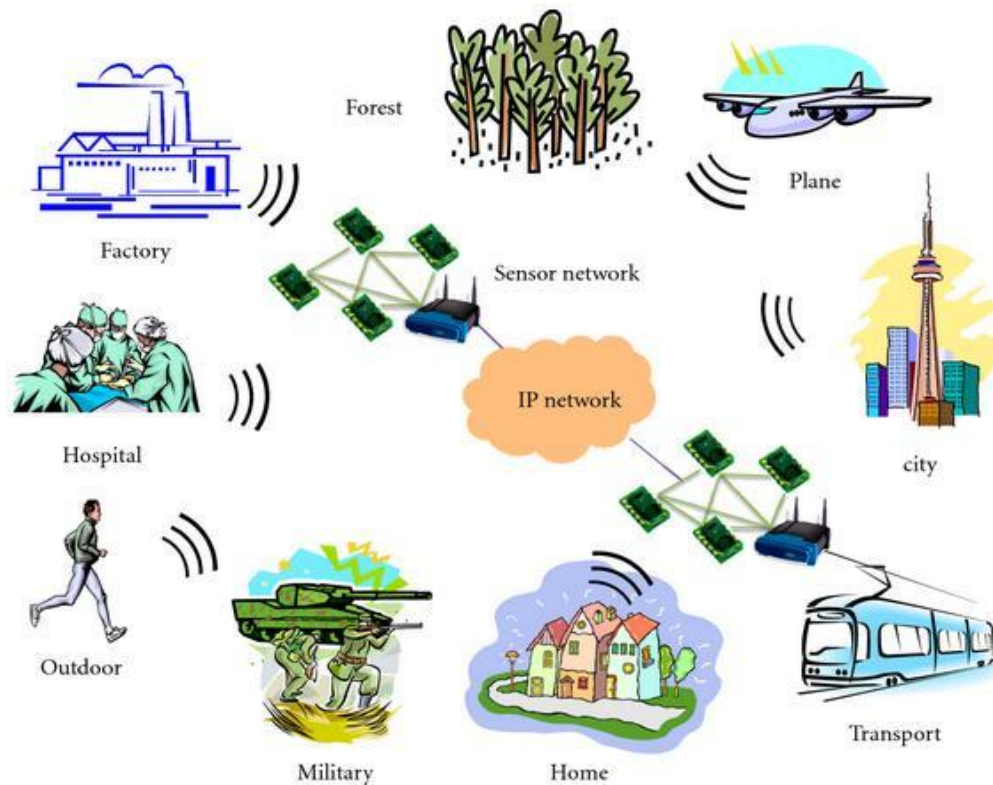 Forest
Plane
Factory
Sensor network
IP network
Hospital
city
Outdoor
Transport
Military
Home